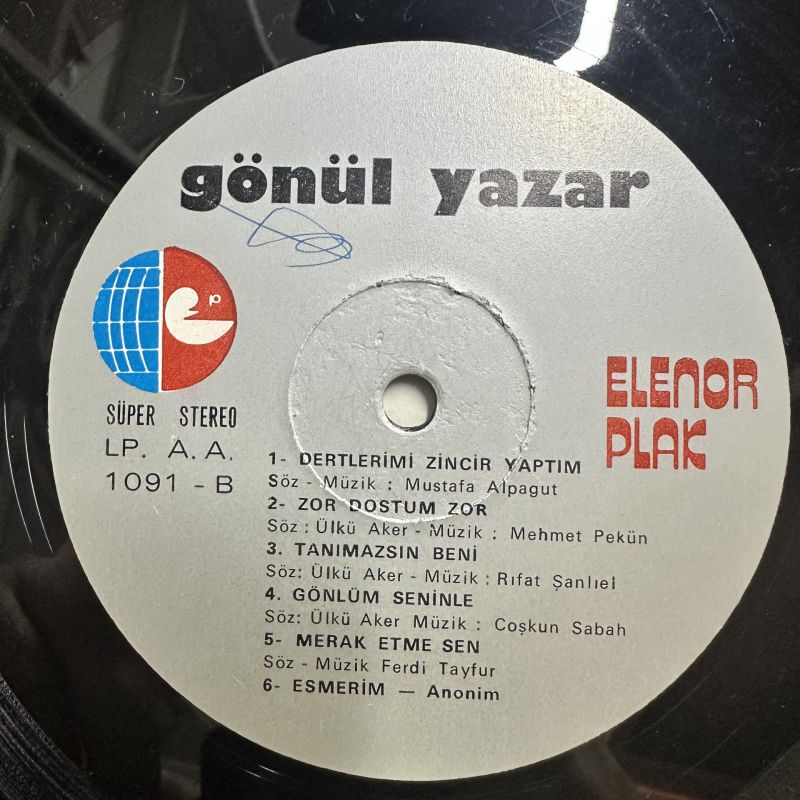 gönül yazar
SÜPER STEREO
LP. A. A.
1091 - B
ELENOR
PLAK
1- DERTLERİMİ ZİNCİR YAPTIM
Söz - Müzik : Mustafa Alpagut
2- ZOR DOSTUM ZOR
Söz : Ülkü Aker - Müzik : Mehmet Pekün
3. TANIMAZSIN BENİ
Söz: Ülkü Aker - Müzik : Rıfat Şanlıel
4. GÖNLÜM SENİNLE
Söz: Ülkü Aker Müzik : Coşkun Sabah
5- MERAK ETME SEN
Söz - Müzik Ferdi Tayfur
6- ESMERİM — Anonim